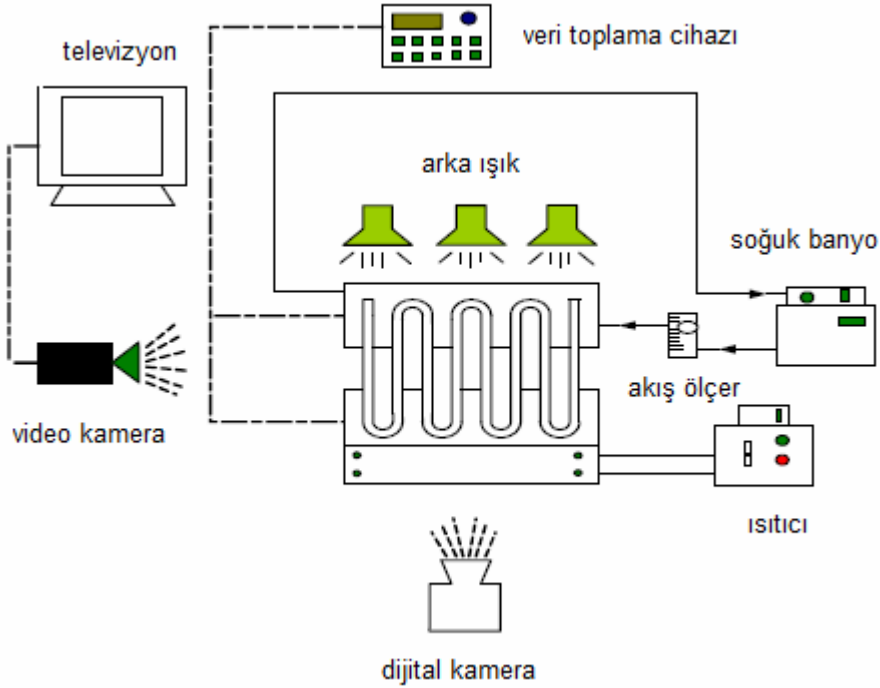 veri toplama cihazı
televizyon
arka ışık
soğuk banyo
akış ölçer
video kamera
ısıtıcı
dijital kamera